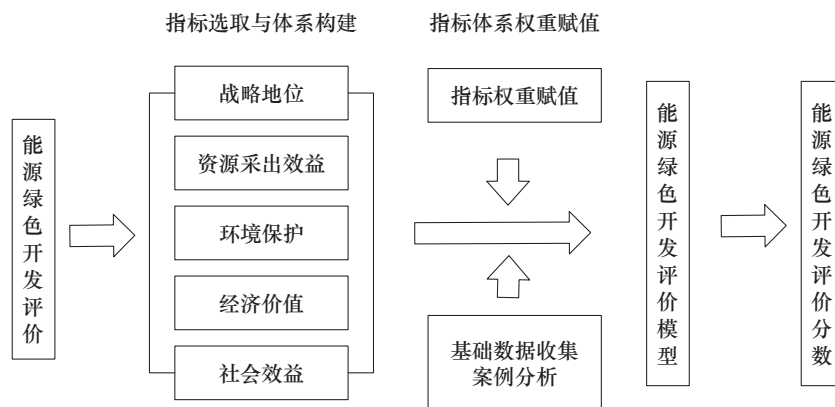 指标选取与体系构建
指标体系权重赋值
能源绿色开发评价
战略地位
资源采出效益
环境保护
经济价值
社会效益
指标权重赋值
基础数据收集
案例分析
能源绿色开发评价模型
能源绿色开发评价分数